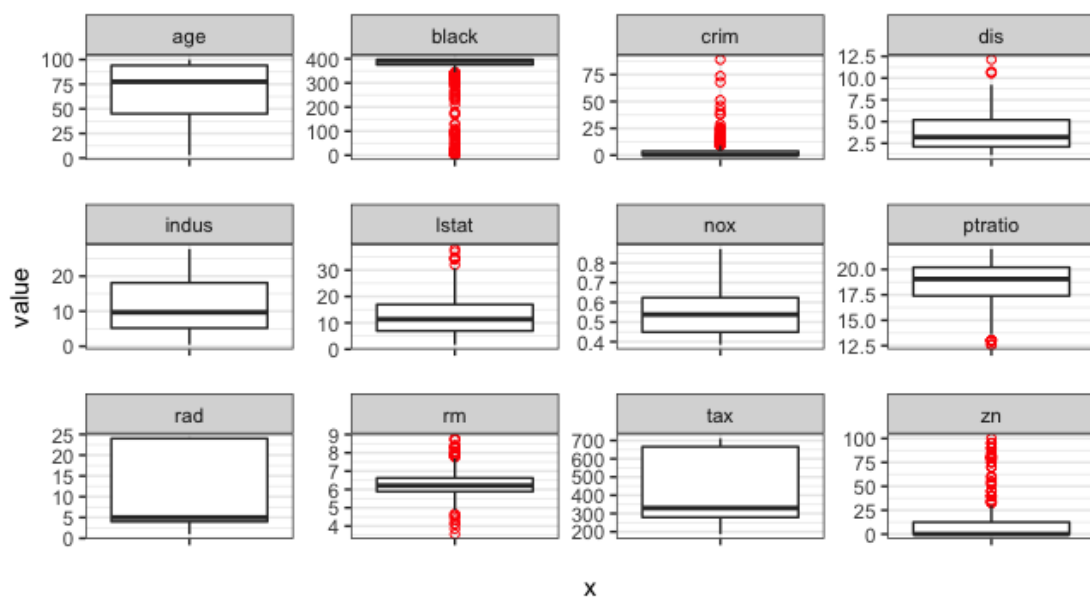 age black crim dis
100 400 75 12.5
75 300 50 10.0
50 200 25 7.5
25 100 0 5.0
0 0 2.5
indus lstat nox ptratio
20 30 0.8 20.0
10 20 0.7 17.5
0 10 0.6 15.0
0 0.5 12.5
0.4
value
rad rm tax zn
25 9 700 100
20 8 600 75
15 7 500 50
10 6 400 25
5 5 300 0
0 4 200
x